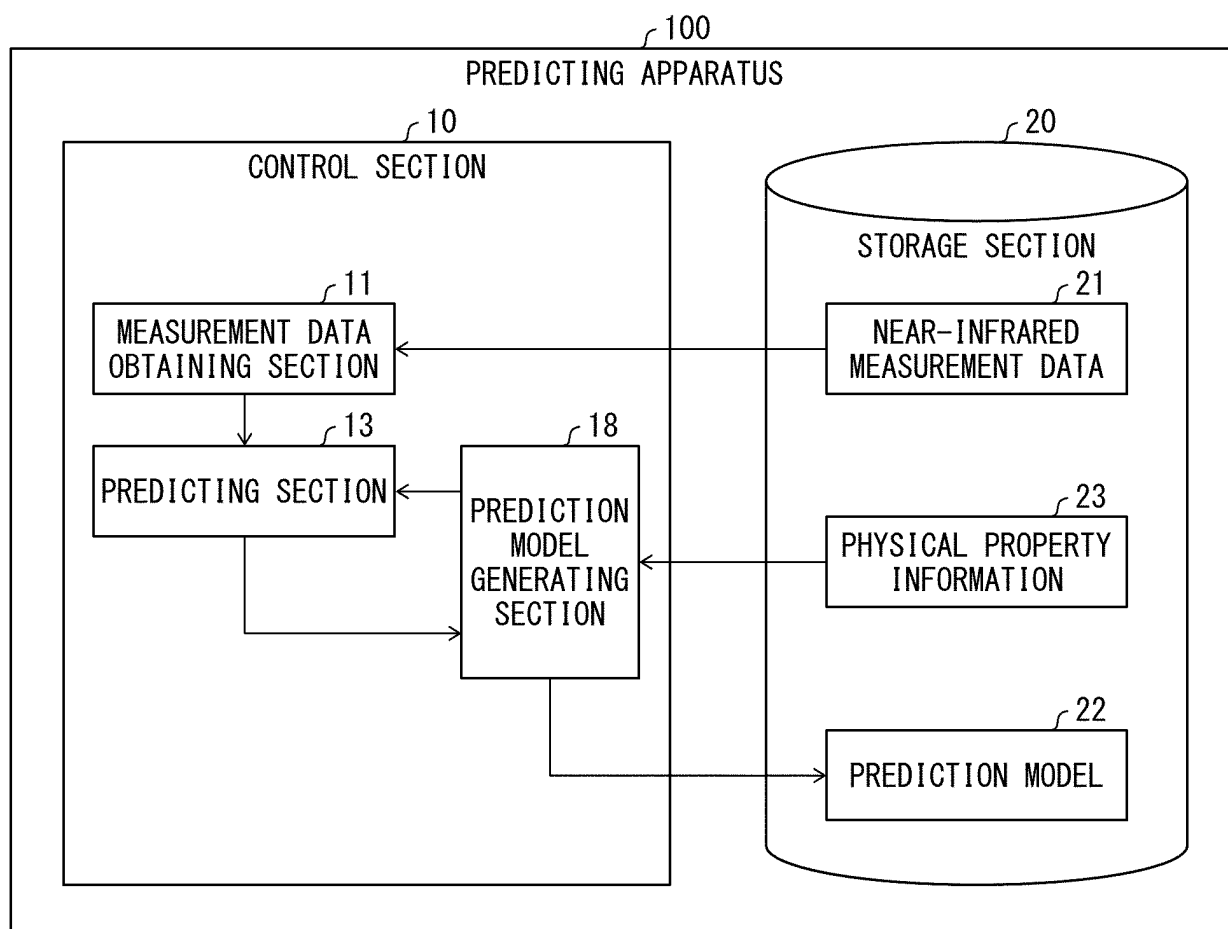 100
PREDICTING APPARATUS
10
CONTROL SECTION
20
STORAGE SECTION
11
MEASUREMENT DATA
OBTAINING SECTION
21
NEAR-INFRARED
MEASUREMENT DATA
13
PREDICTING SECTION
18
PREDICTION
MODEL
GENERATING
SECTION
23
PHYSICAL PROPERTY
INFORMATION
22
PREDICTION MODEL